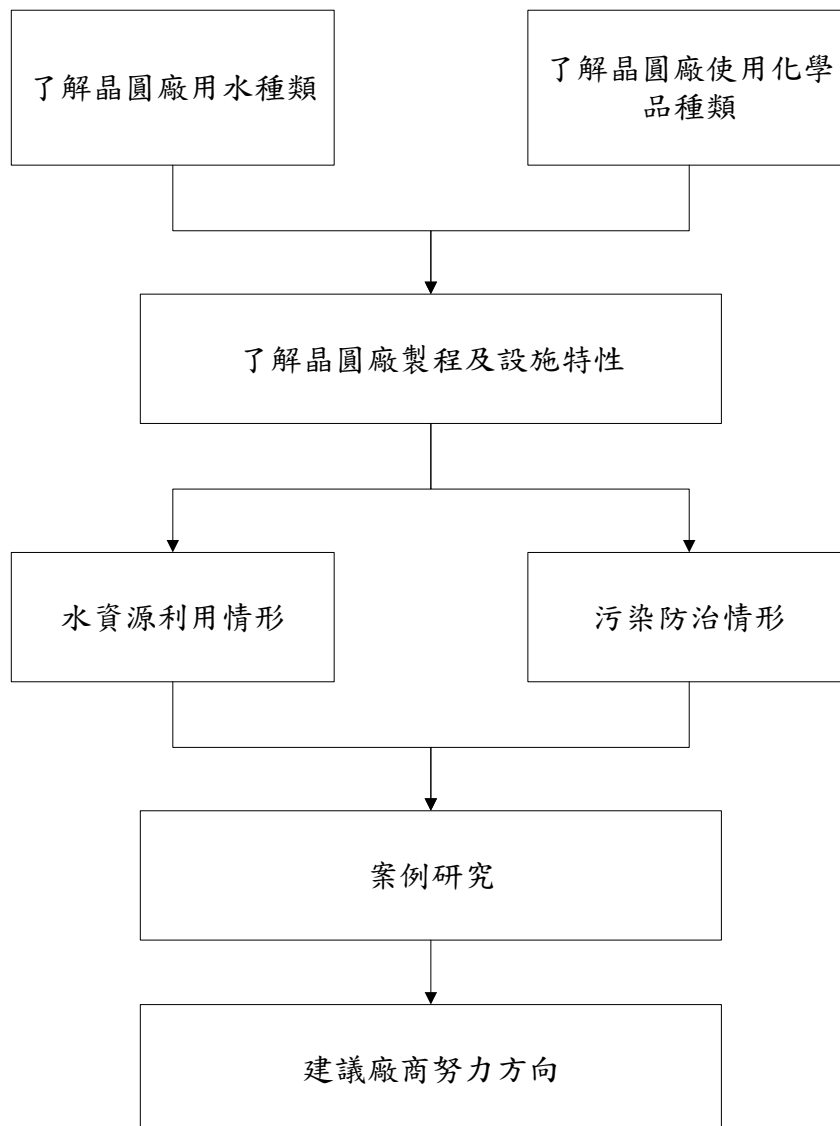 了解晶圓廠用水種類
了解晶圓廠使用化學
品種類
了解晶圓廠製程及設施特性
水資源利用情形
污染防治情形
案例研究
建議廠商努力方向